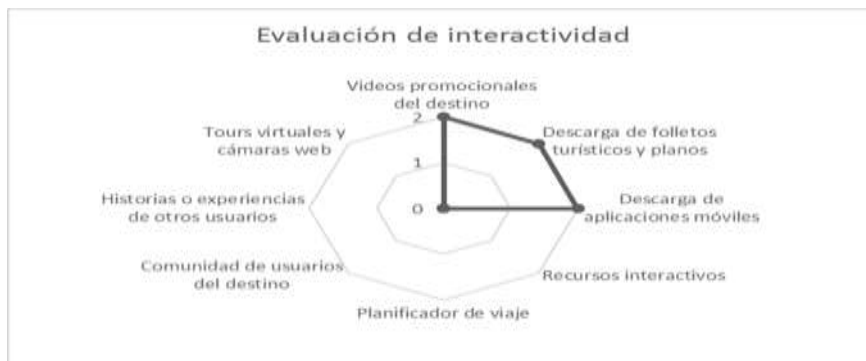 Evaluación de interactividad
Videos promocionales
del destino
2
Tours virtuales y
cámaras web
Descarga de folletos
turísticos y planos
1
Historias o experiencias
de otros usuarios
0
Descarga de
aplicaciones móviles
Comunidad de usuarios
del destino
Recursos interactivos
Planificador de viaje